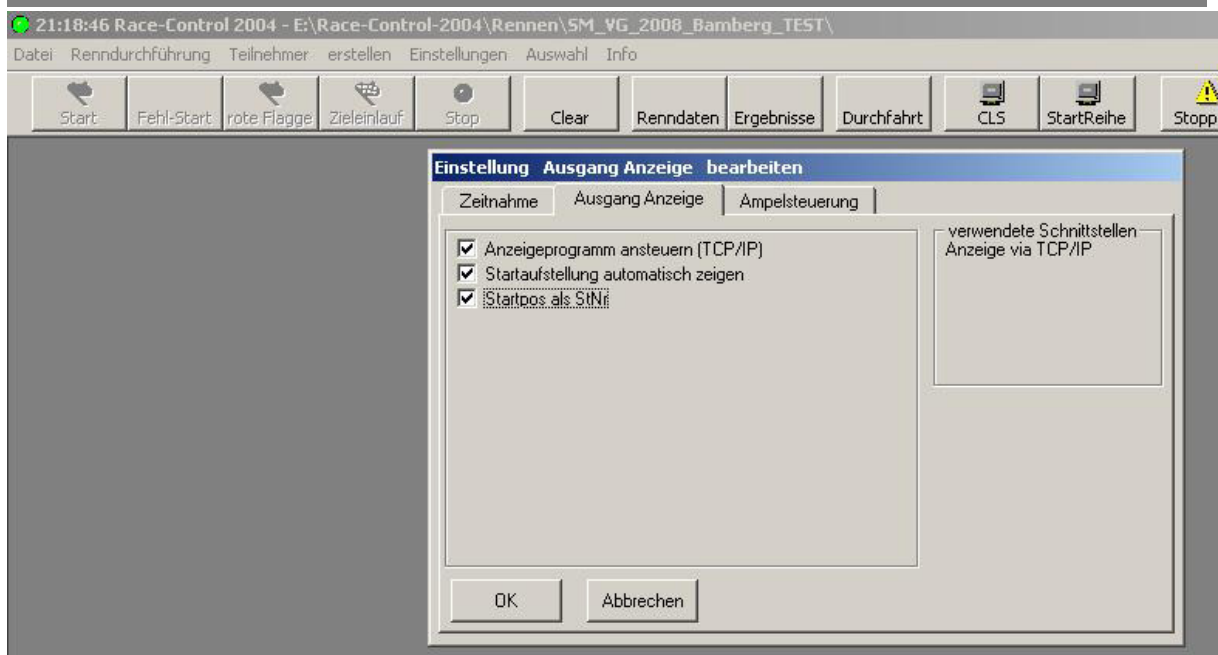 21:18:46 Race-Control 2004 - E:\Race-Control-2004\Rennen\SM_VG_2008_Bamberg_TEST\
Datei Renndurchführung Teilnehmer erstellen Einstellungen Auswahl Info
Start Fehl-Start rote Flagge Zieleinlauf Stop Clear Renndaten Ergebnisse Durchfahrt CLS StartReihe Stopp
Einstellung Ausgang Anzeige bearbeiten
Zeitnahme Ausgang Anzeige Ampelsteuerung
Anzeigeprogramm ansteuern (TCP/IP)
Startaufstellung automatisch zeigen
Startpos als StNr
verwendete Schnittstellen
Anzeige via TCP/IP
OK Abbrechen